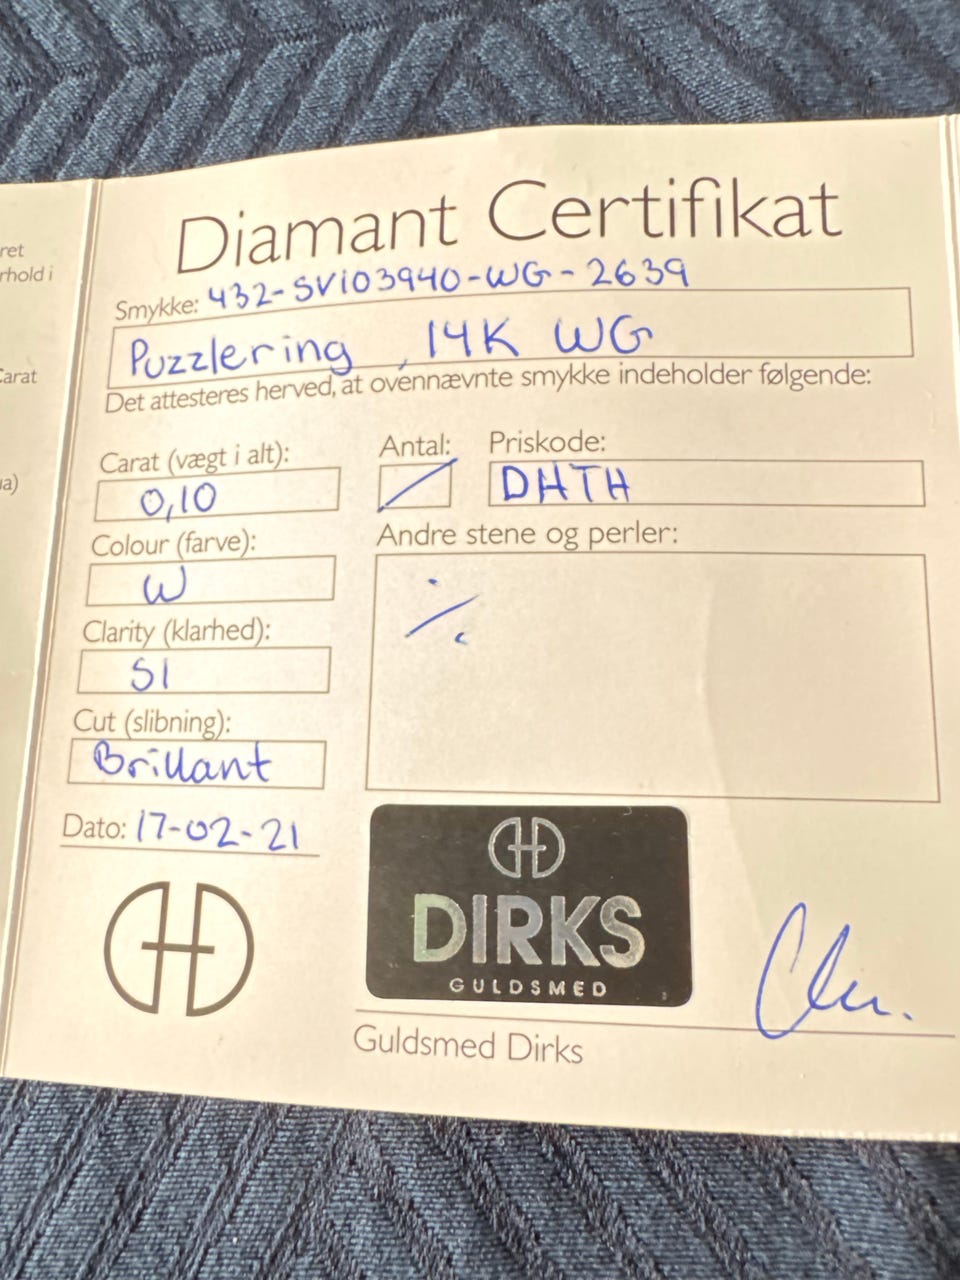 ret
rhold i
Carat
ua)
Diamant Certifikat
Smykke: 432-SV103940-WG-2639
Puzzlering, 14K WG
Det attesteres herved, at ovennævnte smykke indeholder følgende:
Carat (vægt i alt):
0,10
Antal:
/
Priskode:
DHTH
Colour (farve):
W
Andre stene og perler:
./.
Clarity (klarhed):
SI
Cut (slibning):
Brillant
Dato: 17-02-21
DIRKS
GULDSMED
Guldsmed Dirks